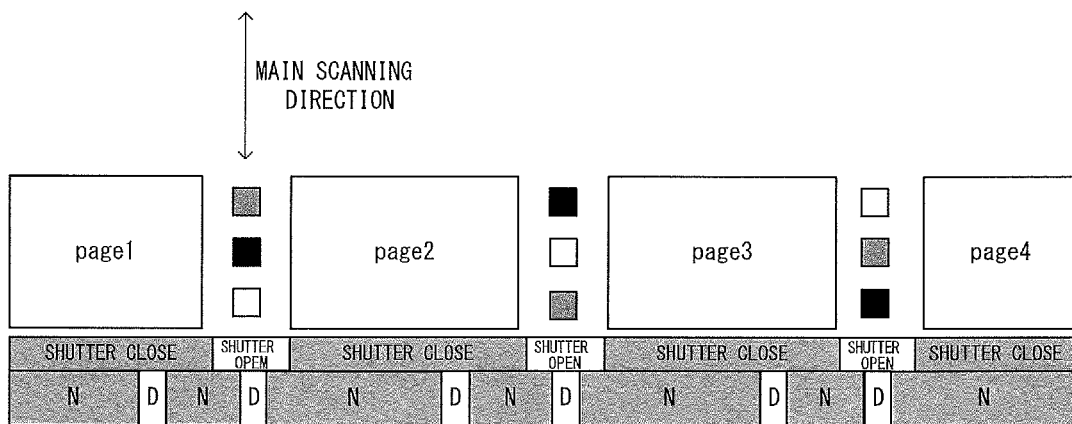 MAIN SCANNING
DIRECTION
page1
page2
page3
page4
SHUTTER CLOSE
SHUTTER
OPEM
SHUTTER CLOSE
SHUTTER
OPEN
SHUTTER CLOSE
SHUTTER
OPEN
SHUTTER CLOSE
N D N D N D N D N D N D N